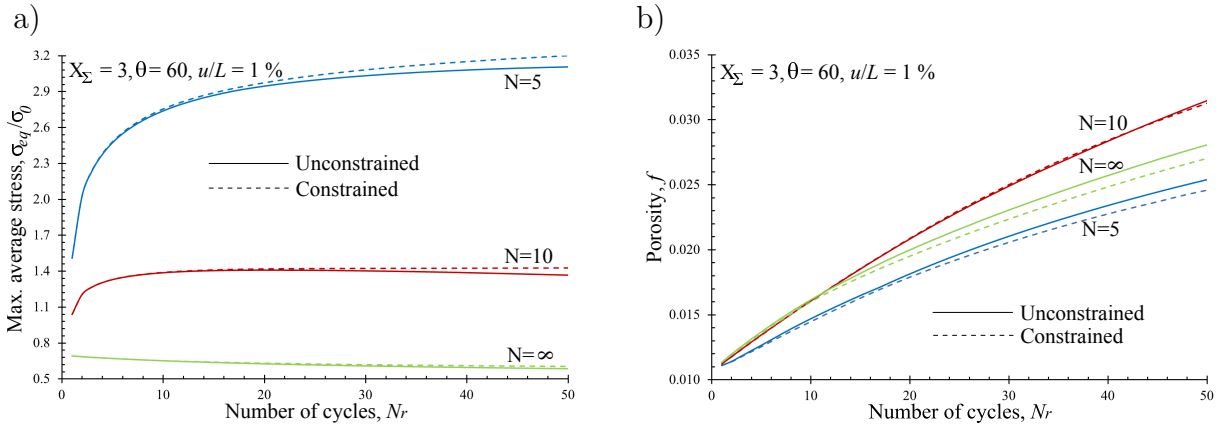 a)
X_Σ = 3, θ= 60, u/L = 1 %
Max. average stress, σ_eq/σ_0
3.2
2.9
2.6
2.3
2.0
1.7
1.4
1.1
0.8
0.5
N=5
Unconstrained
Constrained
N=10
N=∞
0 10 20 30 40 50
Number of cycles, Nr
b)
X_Σ = 3, θ= 60, u/L = 1 %
Porosity, f
0.035
0.030
0.025
0.020
0.015
0.010
N=10
N=∞
N=5
Unconstrained
Constrained
0 10 20 30 40 50
Number of cycles, Nr